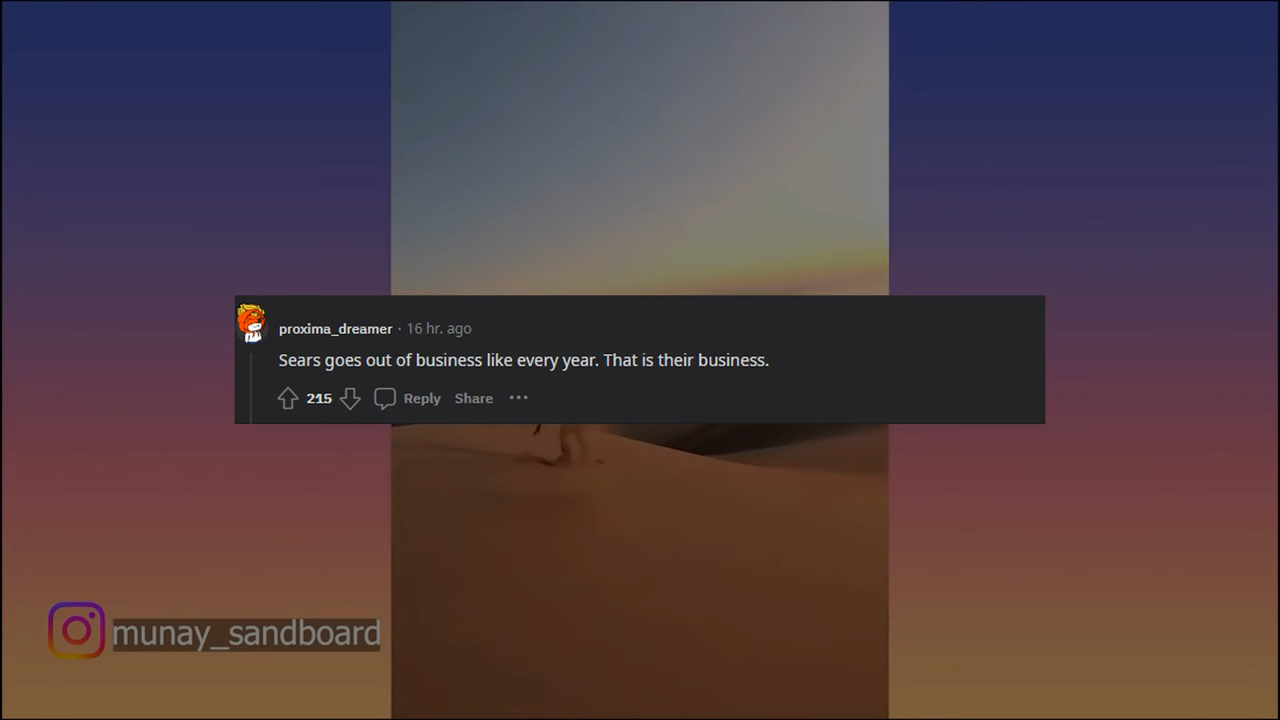 proxima_dreamer · 16 hr. ago
Sears goes out of business like every year. That is their business.
215 Reply Share ···
munay_sandboard